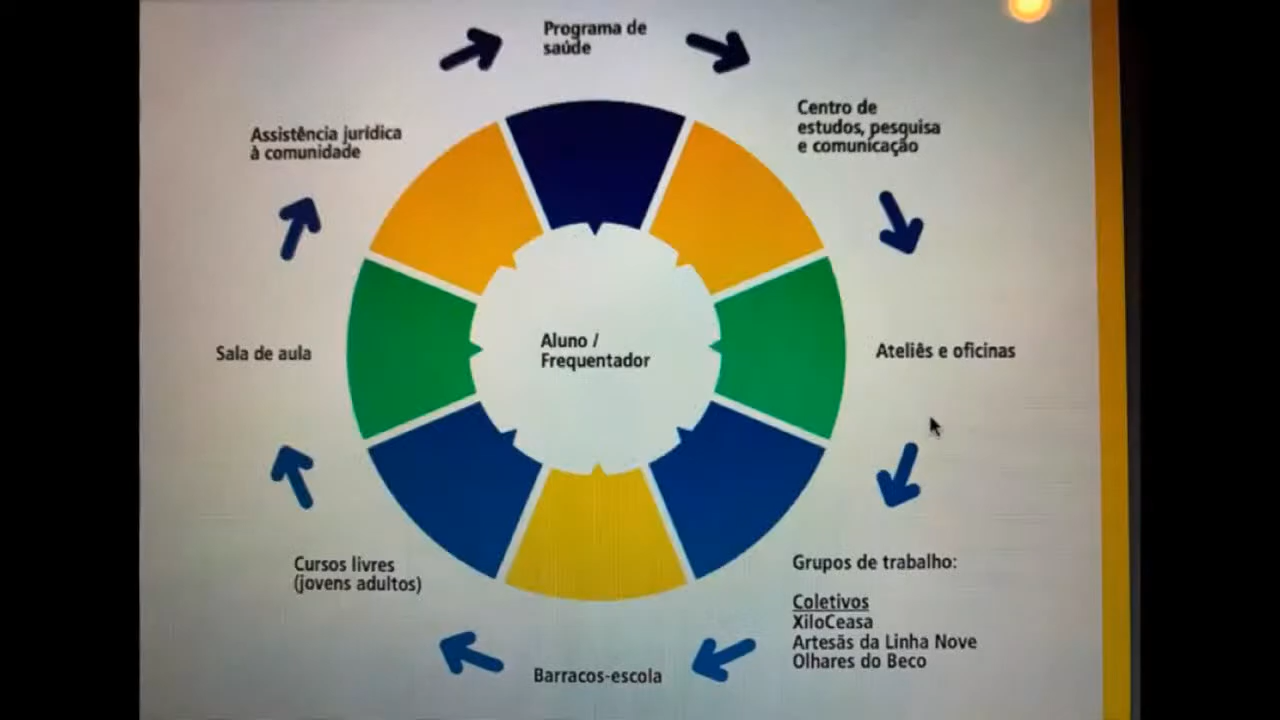 Programa de
saúde
Centro de
estudos, pesquisa
e comunicação
Assistência jurídica
à comunidade
Aluno /
Frequentador
Sala de aula
Ateliês e oficinas
Grupos de trabalho:
Coletivos
XiloCeasa
Artesãs da Linha Nove
Olhares do Beco
Cursos livres
(jovens adultos)
Barracos-escola